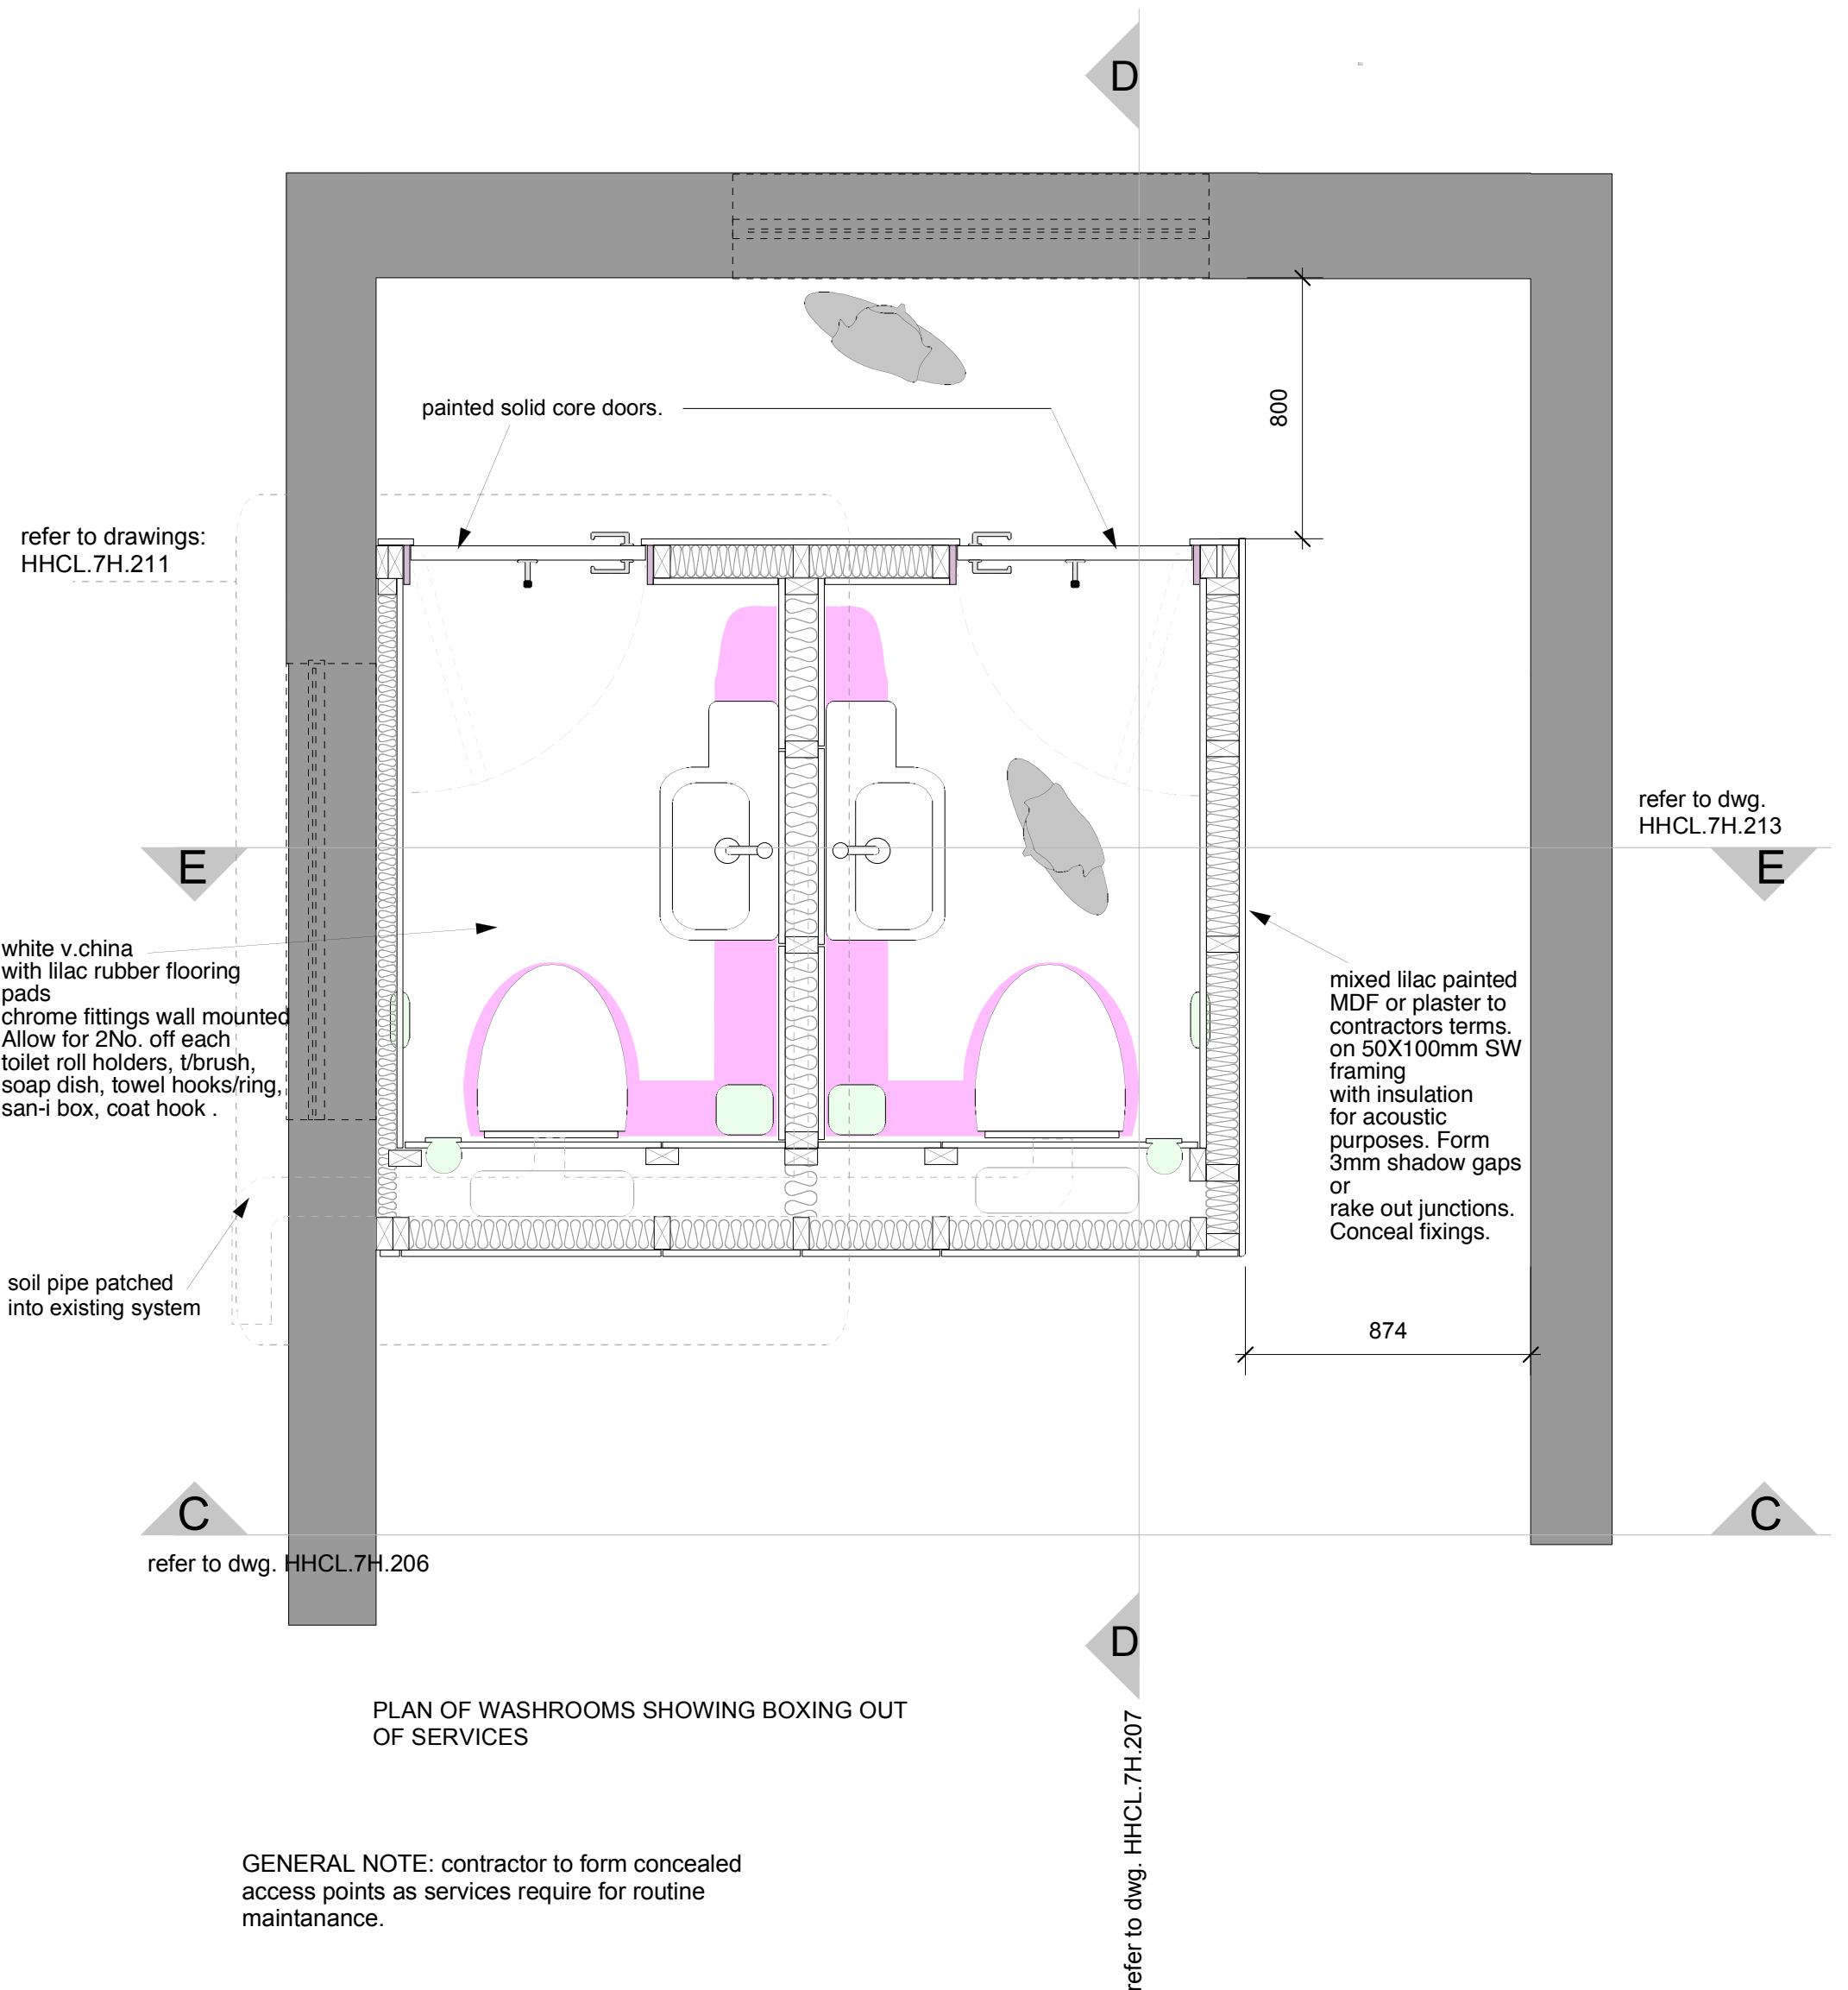 D
painted solid core doors.
800
refer to drawings:
HHCL.7H.211
refer to dwg.
HHCL.7H.213
E
E
white v.china
with lilac rubber flooring
pads
chrome fittings wall mounted
Allow for 2No. off each
toilet roll holders, t/brush,
soap dish, towel hooks/ring,
san-i box, coat hook .
mixed lilac painted
MDF or plaster to
contractors terms.
on 50X100mm SW
framing
with insulation
for acoustic
purposes. Form
3mm shadow gaps
or
rake out junctions.
Conceal fixings.
soil pipe patched
into existing system
874
C
C
refer to dwg. HHCL.7H.206
D
PLAN OF WASHROOMS SHOWING BOXING OUT
OF SERVICES
refer to dwg. HHCL.7H.207
GENERAL NOTE: contractor to form concealed
access points as services require for routine
maintanance.